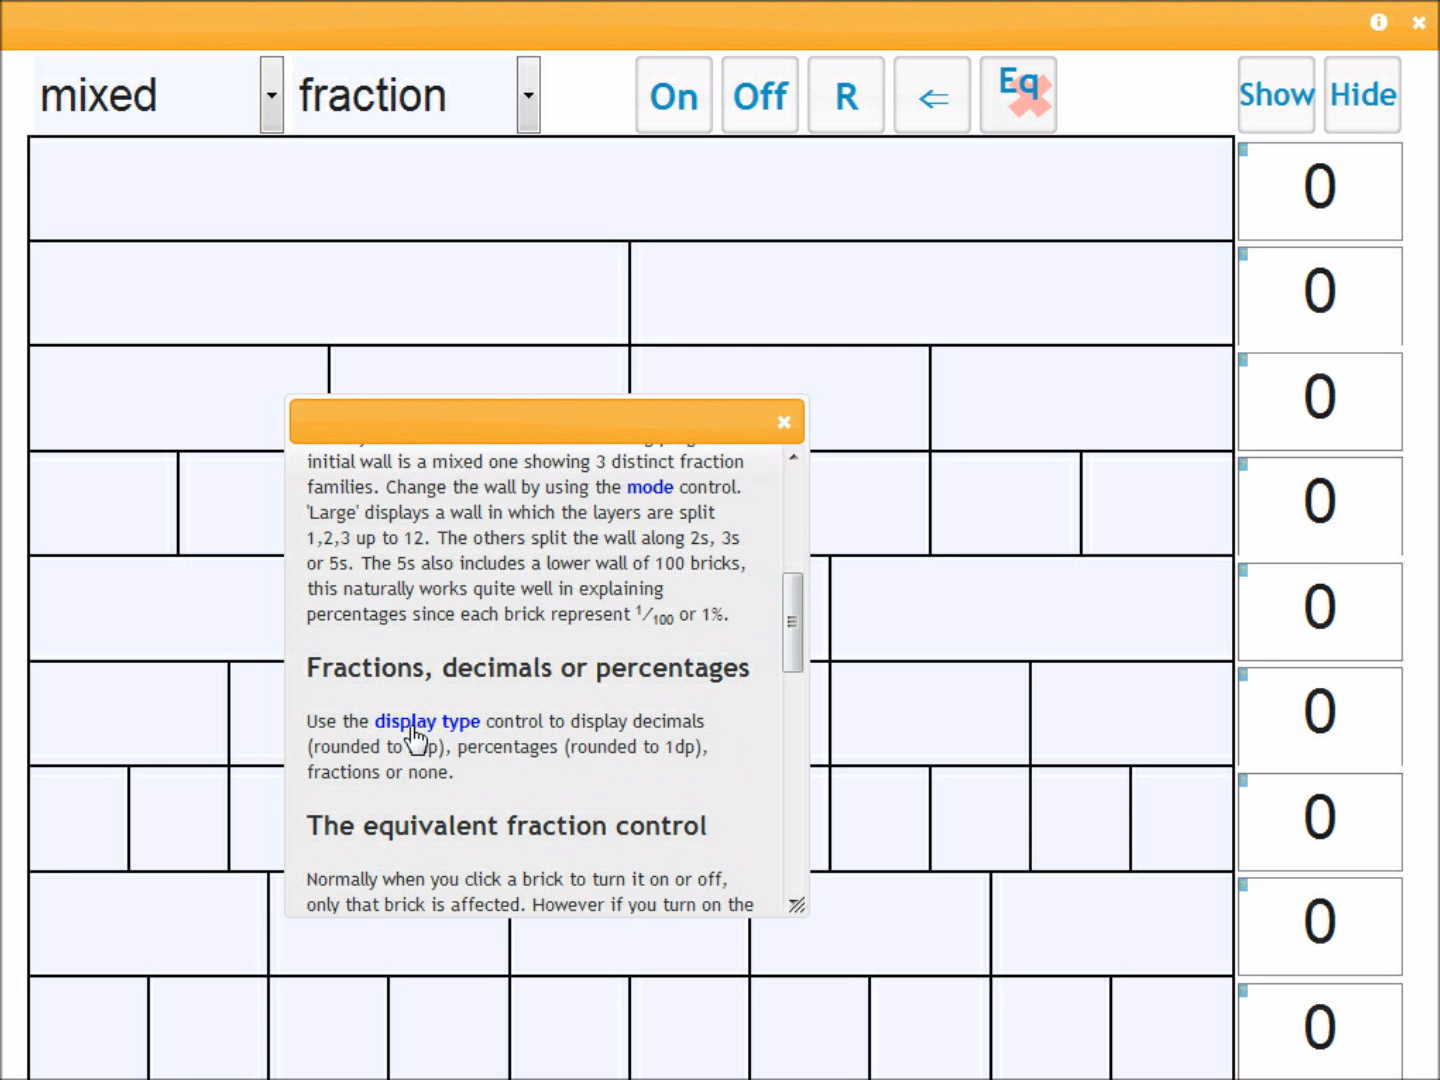 mixed fraction On Off R ⇐ Eq Show Hide
0
0
0
0
0
0
0
0
0
initial wall is a mixed one showing 3 distinct fraction
families. Change the wall by using the mode control.
'Large' displays a wall in which the layers are split
1,2,3 up to 12. The others split the wall along 2s, 3s
or 5s. The 5s also includes a lower wall of 100 bricks,
this naturally works quite well in explaining
percentages since each brick represent 1/100 or 1%.
Fractions, decimals or percentages
Use the display type control to display decimals
(rounded to p), percentages (rounded to 1dp),
fractions or none.
The equivalent fraction control
Normally when you click a brick to turn it on or off,
only that brick is affected. However if you turn on the